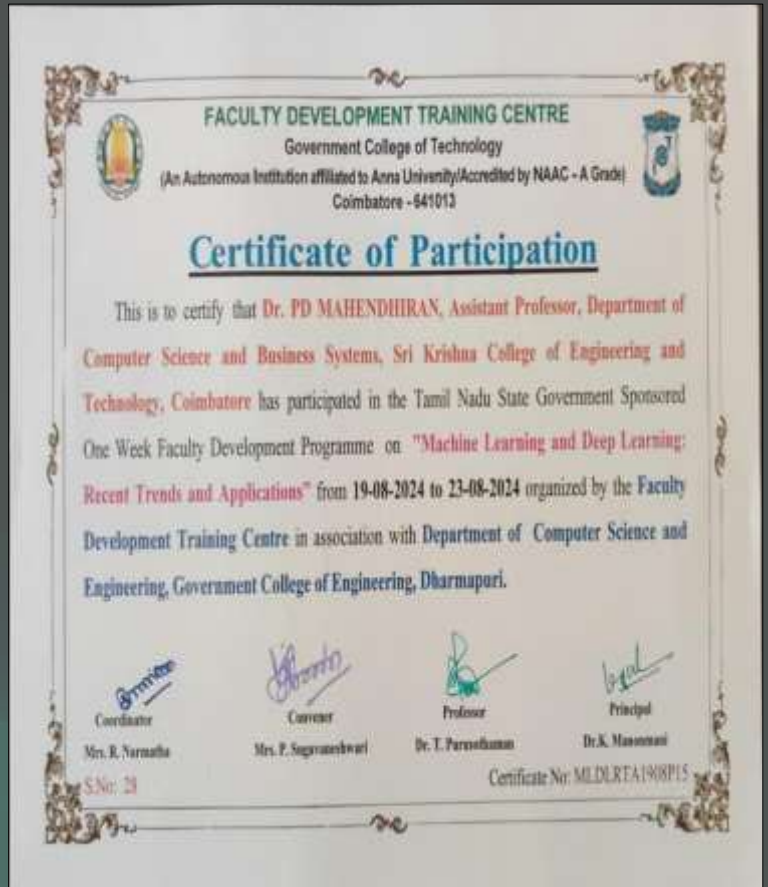 FACULTY DEVELOPMENT TRAINING CENTRE
Government College of Technology
(An Autonomous Institution affiliated to Anna University/Accredited by NAAC - A Grade)
Coimbatore - 641013
Certificate of Participation
This is to certify that Dr. PD MAHENDHIRAN, Assistant Professor, Department of
Computer Science and Business Systems, Sri Krishna College of Engineering and
Technology, Coimbatore has participated in the Tamil Nadu State Government Sponsored
One Week Faculty Development Programme on "Machine Learning and Deep Learning:
Recent Trends and Applications" from 19-08-2024 to 23-08-2024 organized by the Faculty
Development Training Centre in association with Department of Computer Science and
Engineering, Government College of Engineering, Dharmapuri.
Coordinator Convener Professor Principal
Mrs. R. Narmatha Mrs. P. Sugavaneshwari Dr. T. Purusothaman Dr.K. Manonmani
S.No: 28 Certificate No: MLDLRTA1908P15